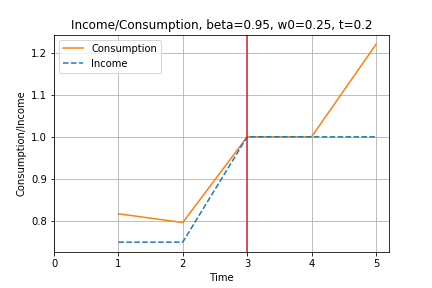 Income/Consumption, beta=0.95, w0=0.25, t=0.2
Consumption
Income
Consumption/Income
1.2
1.1
1.0
0.9
0.8
0 1 2 3 4 5
Time